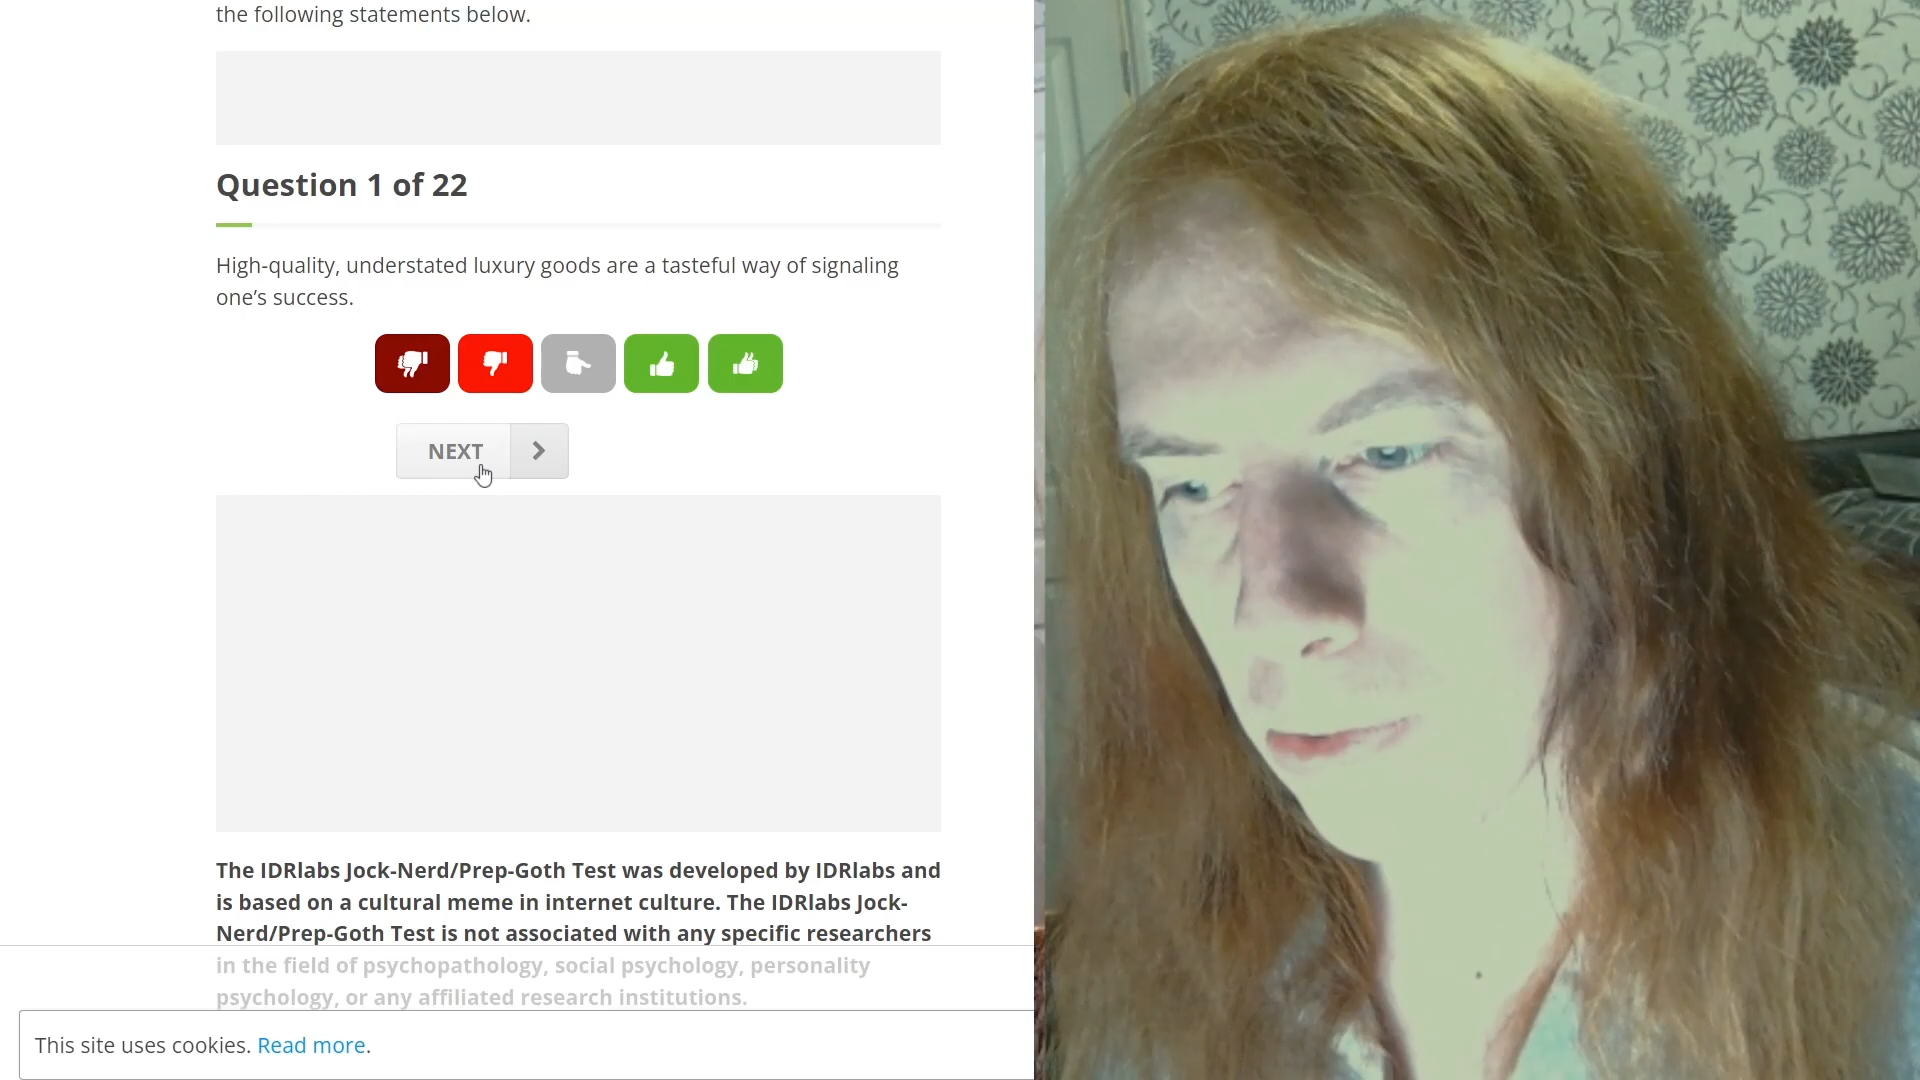 the following statements below.
Question 1 of 22
High-quality, understated luxury goods are a tasteful way of signaling
one’s success.
NEXT
The IDRlabs Jock-Nerd/Prep-Goth Test was developed by IDRlabs and
is based on a cultural meme in internet culture. The IDRlabs Jock-
Nerd/Prep-Goth Test is not associated with any specific researchers
in the field of psychopathology, social psychology, personality
psychology, or any affiliated research institutions.
This site uses cookies. Read more.